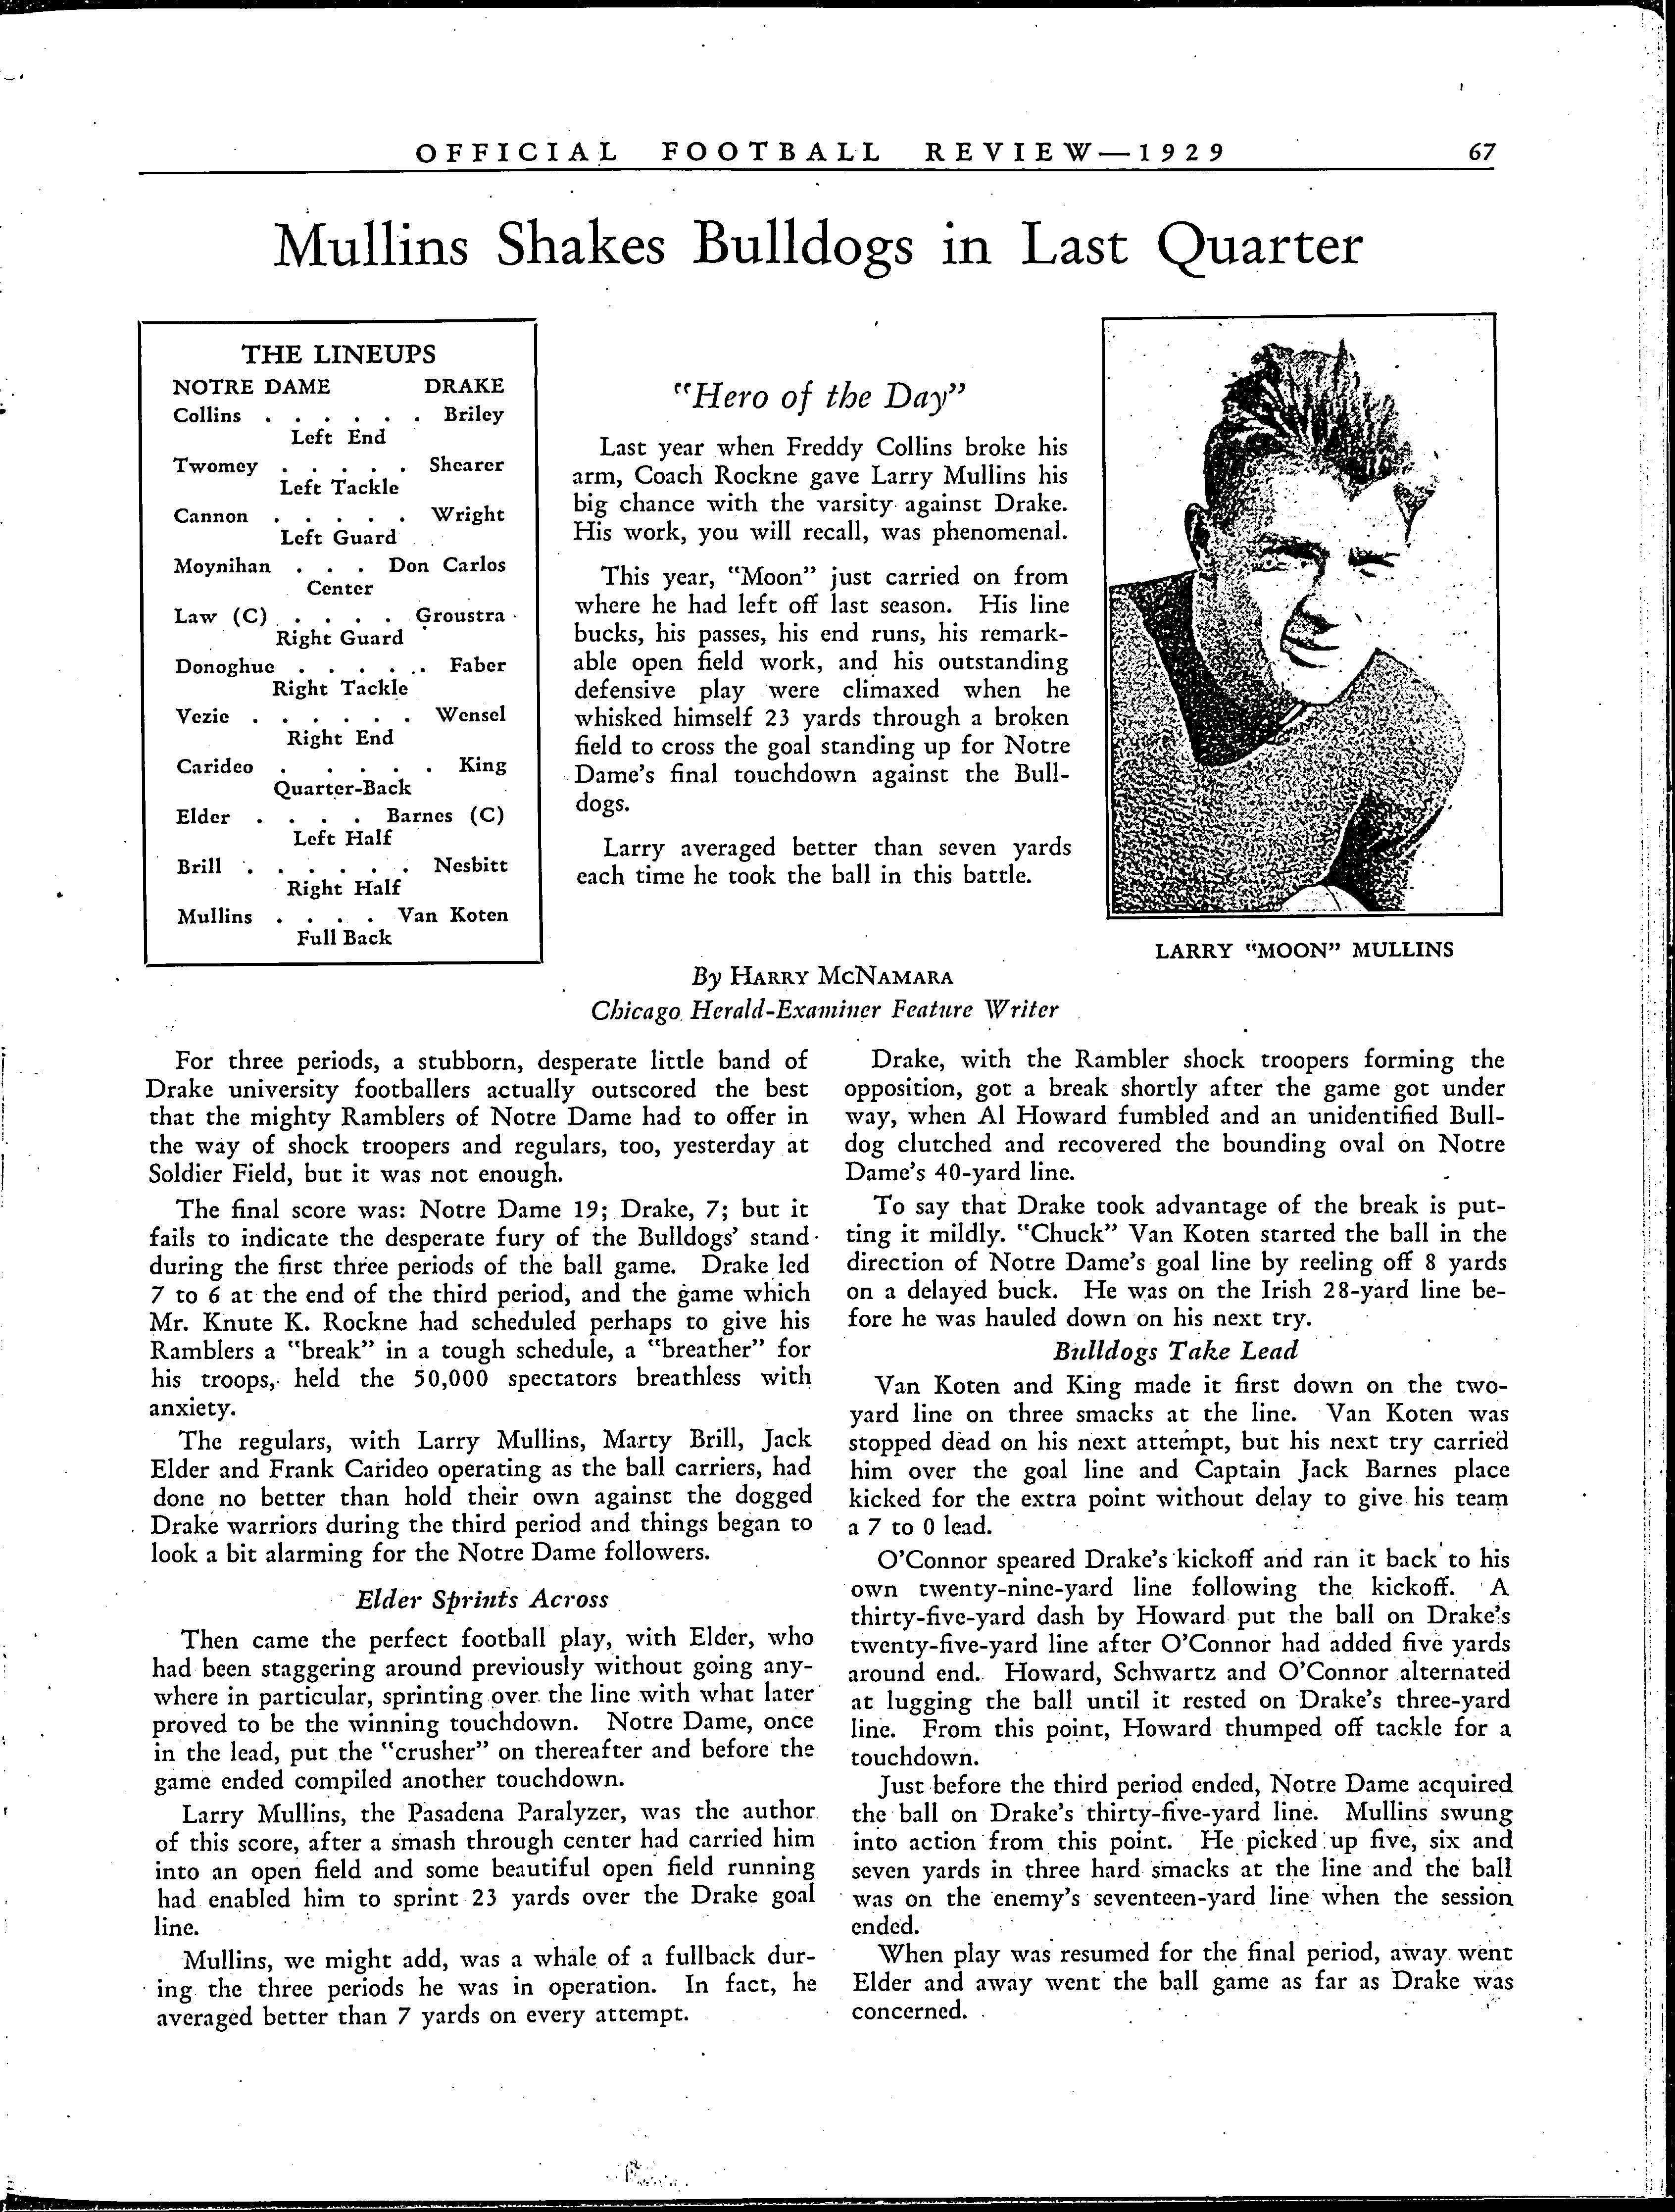 OFFICIAL FOOTBALL REVIEW—1929 67
Mullins Shakes Bulldogs in Last Quarter
THE LINEUPS
NOTRE DAME DRAKE
Collins . . . . . . Briley
Left End
Twomey . . . . . Shearer
Left Tackle
Cannon . . . . . Wright
Left Guard
Moynihan . . . Don Carlos
Center
Law (C) . . . . . Groustra
Right Guard
Donoghue . . . . . . Faber
Right Tackle
Vezie . . . . . . Wensel
Right End
Carideo . . . . . King
Quarter-Back
Elder . . . . Barnes (C)
Left Half
Brill . . . . . . Nesbitt
Right Half
Mullins . . . . Van Koten
Full Back
"Hero of the Day"
Last year when Freddy Collins broke his
arm, Coach Rockne gave Larry Mullins his
big chance with the varsity against Drake.
His work, you will recall, was phenomenal.
This year, "Moon" just carried on from
where he had left off last season. His line
bucks, his passes, his end runs, his remark-
able open field work, and his outstanding
defensive play were climaxed when he
whisked himself 23 yards through a broken
field to cross the goal standing up for Notre
Dame's final touchdown against the Bull-
dogs.
Larry averaged better than seven yards
each time he took the ball in this battle.
LARRY "MOON" MULLINS
By HARRY MCNAMARA
Chicago Herald-Examiner Feature Writer
For three periods, a stubborn, desperate little band of
Drake university footballers actually outscored the best
that the mighty Ramblers of Notre Dame had to offer in
the way of shock troopers and regulars, too, yesterday at
Soldier Field, but it was not enough.
The final score was: Notre Dame 19; Drake, 7; but it
fails to indicate the desperate fury of the Bulldogs' stand
during the first three periods of the ball game. Drake led
7 to 6 at the end of the third period, and the game which
Mr. Knute K. Rockne had scheduled perhaps to give his
Ramblers a "break" in a tough schedule, a "breather" for
his troops, held the 50,000 spectators breathless with
anxiety.
The regulars, with Larry Mullins, Marty Brill, Jack
Elder and Frank Carideo operating as the ball carriers, had
done no better than hold their own against the dogged
Drake warriors during the third period and things began to
look a bit alarming for the Notre Dame followers.
Elder Sprints Across
Then came the perfect football play, with Elder, who
had been staggering around previously without going any-
where in particular, sprinting over the line with what later
proved to be the winning touchdown. Notre Dame, once
in the lead, put the "crusher" on thereafter and before the
game ended compiled another touchdown.
Larry Mullins, the Pasadena Paralyzer, was the author
of this score, after a smash through center had carried him
into an open field and some beautiful open field running
had enabled him to sprint 23 yards over the Drake goal
line.
Mullins, we might add, was a whale of a fullback dur-
ing the three periods he was in operation. In fact, he
averaged better than 7 yards on every attempt.
Drake, with the Rambler shock troopers forming the
opposition, got a break shortly after the game got under
way, when Al Howard fumbled and an unidentified Bull-
dog clutched and recovered the bounding oval on Notre
Dame's 40-yard line.
To say that Drake took advantage of the break is put-
ting it mildly. "Chuck" Van Koten started the ball in the
direction of Notre Dame's goal line by reeling off 8 yards
on a delayed buck. He was on the Irish 28-yard line be-
fore he was hauled down on his next try.
Bulldogs Take Lead
Van Koten and King made it first down on the two-
yard line on three smacks at the line. Van Koten was
stopped dead on his next attempt, but his next try carried
him over the goal line and Captain Jack Barnes place
kicked for the extra point without delay to give his team
a 7 to 0 lead.
O'Connor speared Drake's kickoff and ran it back to his
own twenty-nine-yard line following the kickoff. A
thirty-five-yard dash by Howard put the ball on Drake's
twenty-five-yard line after O'Connor had added five yards
around end. Howard, Schwartz and O'Connor alternated
at lugging the ball until it rested on Drake's three-yard
line. From this point, Howard thumped off tackle for a
touchdown.
Just before the third period ended, Notre Dame acquired
the ball on Drake's thirty-five-yard line. Mullins swung
into action from this point. He picked up five, six and
seven yards in three hard smacks at the line and the ball
was on the enemy's seventeen-yard line when the session
ended.
When play was resumed for the final period, away went
Elder and away went the ball game as far as Drake was
concerned.